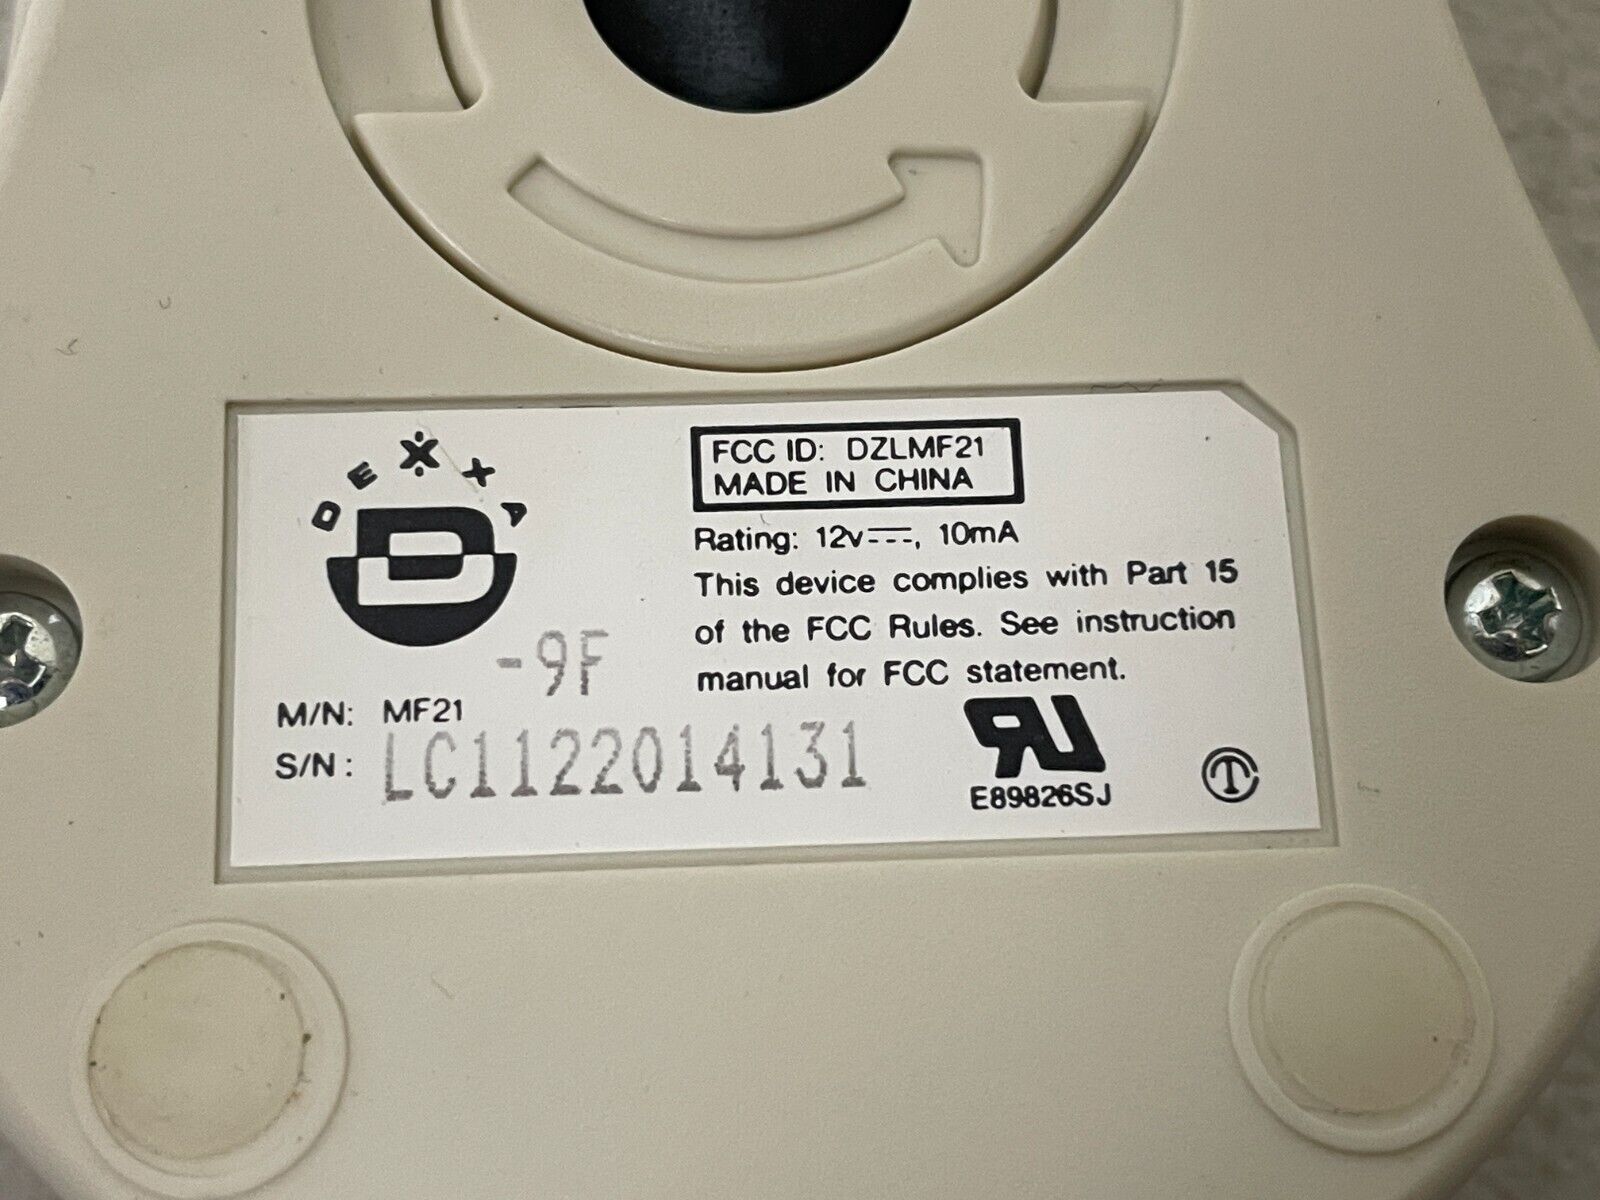 DEXXA
D
-9F
M/N: MF21
S/N: LC1122014131
FCC ID: DZLMF21
MADE IN CHINA
Rating: 12v⎓, 10mA
This device complies with Part 15
of the FCC Rules. See instruction
manual for FCC statement.
RU
E89826SJ
T